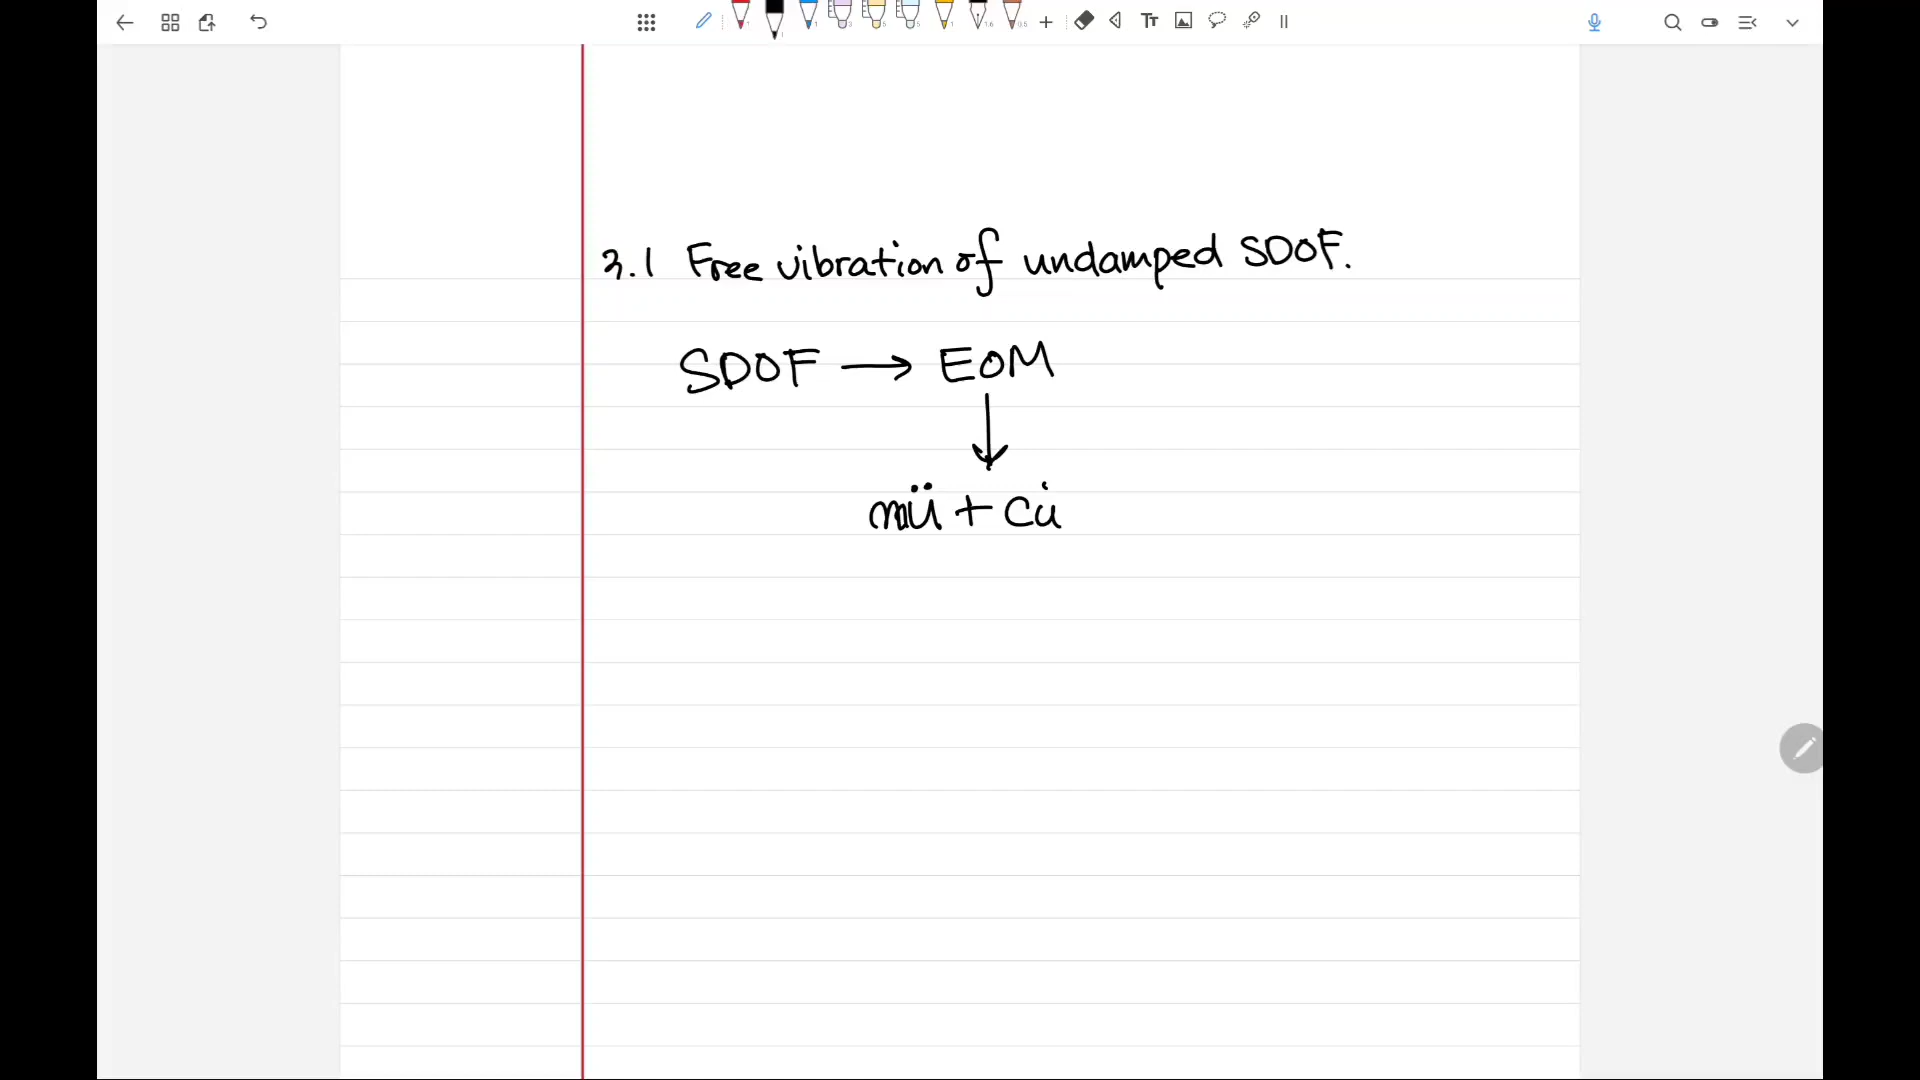 3.1 Free vibration of undamped SDOF.
SDOF → EOM
↓
mü + cu̇